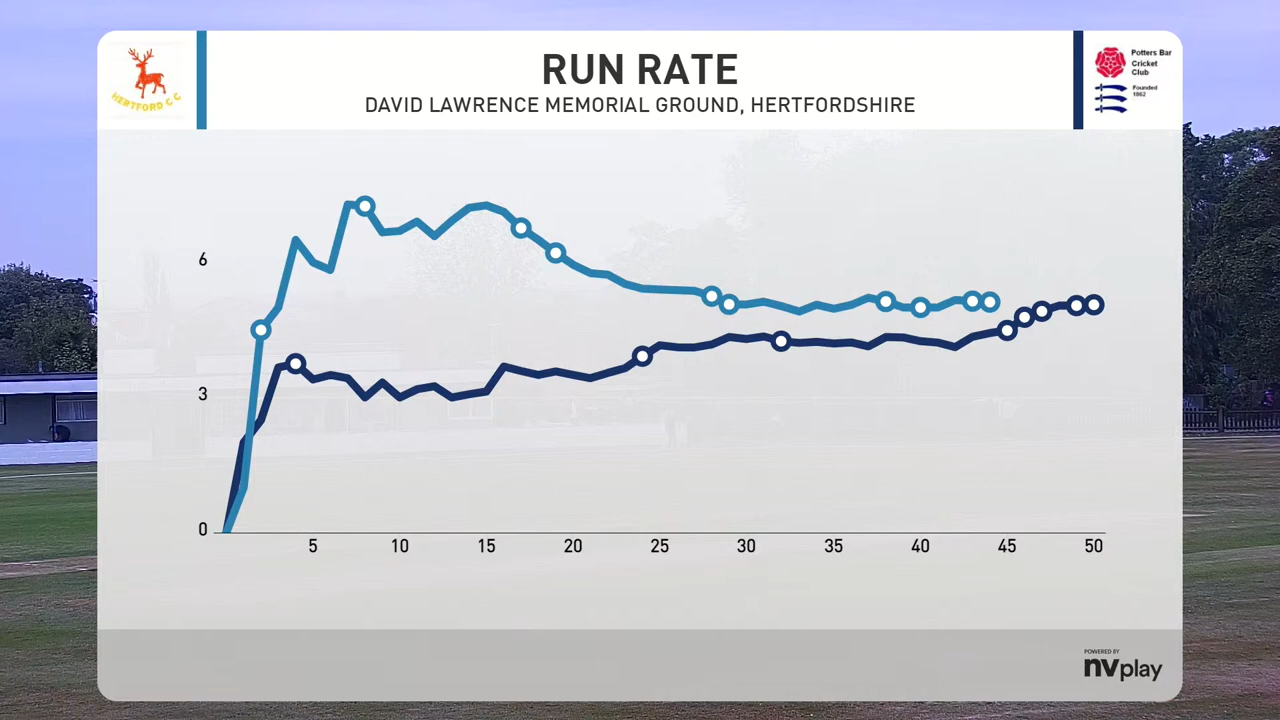 HERTFORD C C
RUN RATE
DAVID LAWRENCE MEMORIAL GROUND, HERTFORDSHIRE
Potters Bar
Cricket
Club
Founded
1862
6
3
0
5 10 15 20 25 30 35 40 45 50
POWERED BY
nvplay